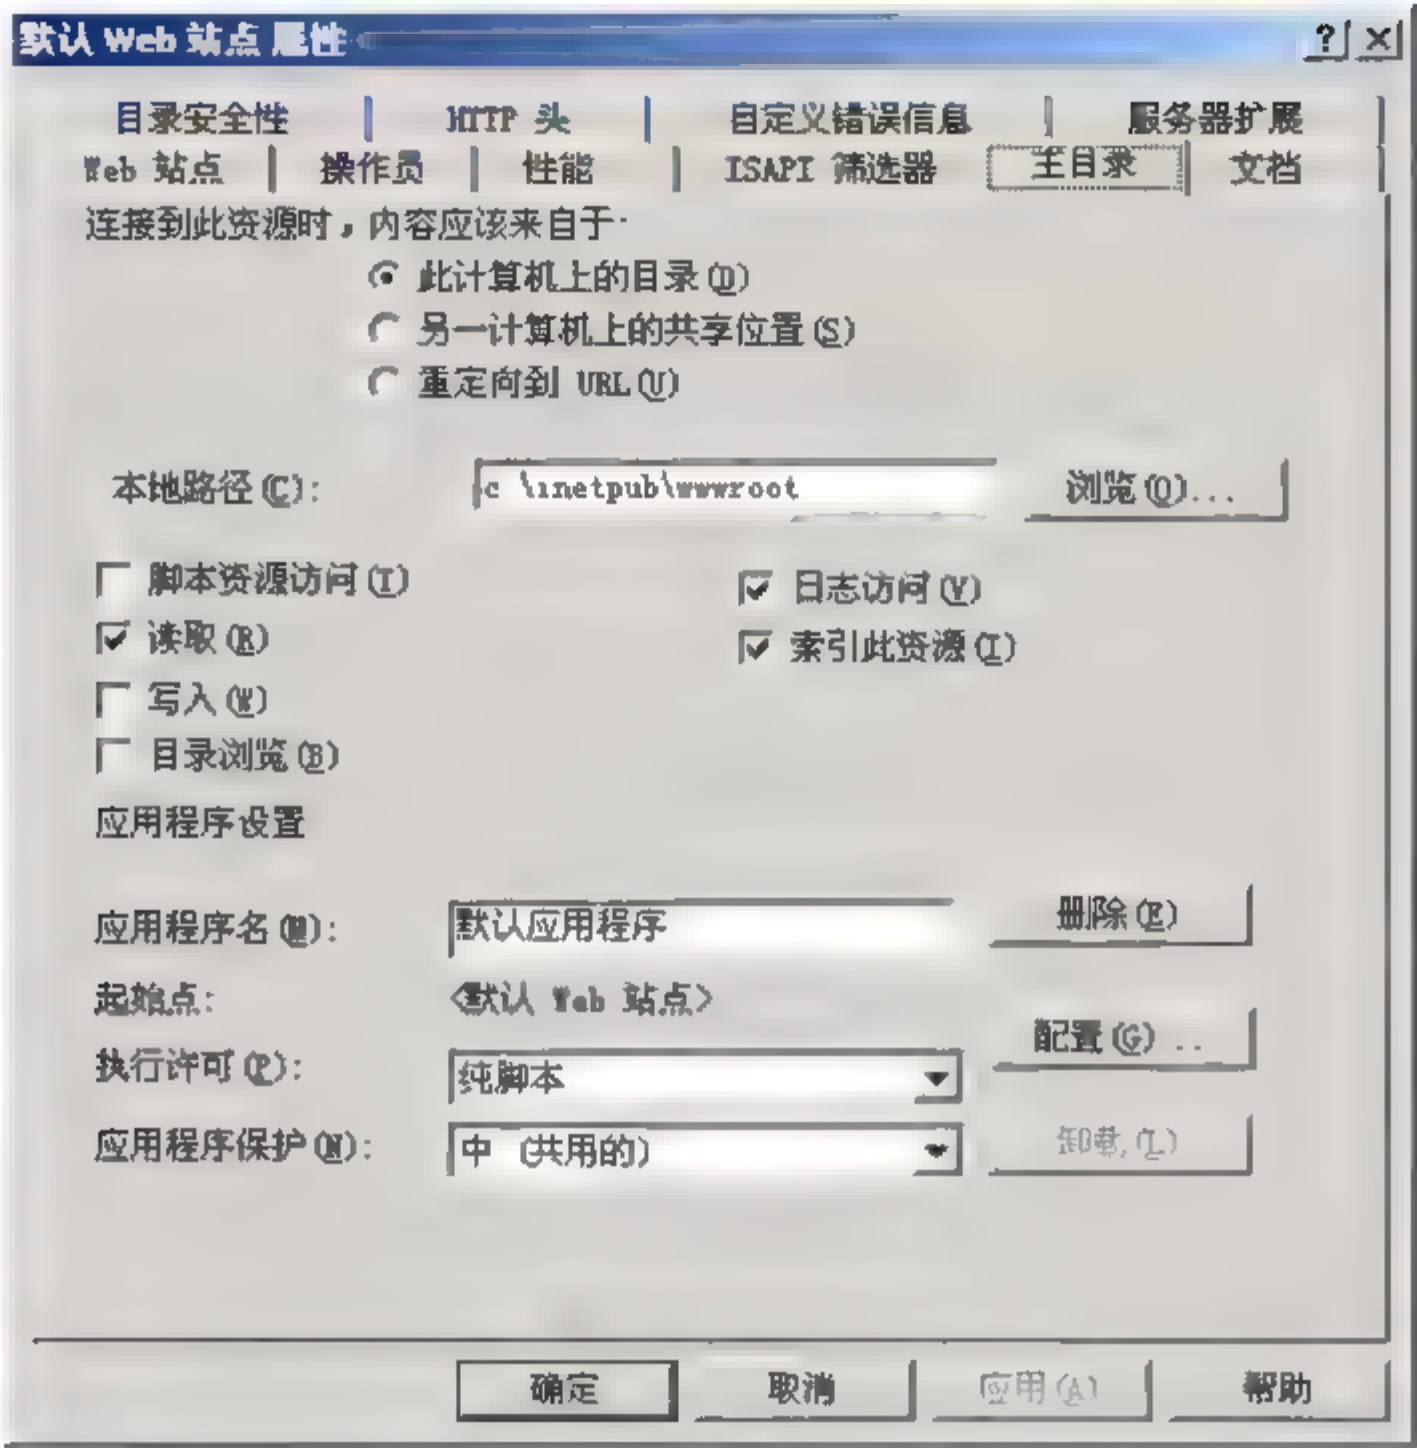 默认 Web 站点 属性 ? ×
目录安全性 HTTP 头 自定义错误信息 服务器扩展
Web 站点 操作员 性能 ISAPI 筛选器 主目录 文档
连接到此资源时，内容应该来自于·
此计算机上的目录(D)
另一计算机上的共享位置(S)
重定向到 URL(U)
本地路径(C): c \inetpub\wwwroot 浏览(O)...
脚本资源访问(T) 日志访问(V)
读取(R) 索引此资源(I)
写入(W)
目录浏览(B)
应用程序设置
应用程序名(M): 默认应用程序 删除(E)
起始点: <默认 Web 站点>
配置(G) ..
执行许可(P): 纯脚本
应用程序保护(N): 中 (共用的) 卸载(L)
确定 取消 应用(A) 帮助